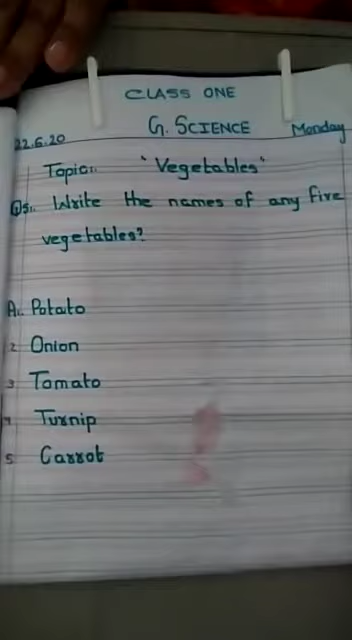 CLASS ONE
22.6.20 G. SCIENCE Monday
Topic:. "Vegetables"
Q5:. Write the names of any five
vegetables?
A:. Potato
2 Onion
3 Tomato
4. Turnip
5. Carrot